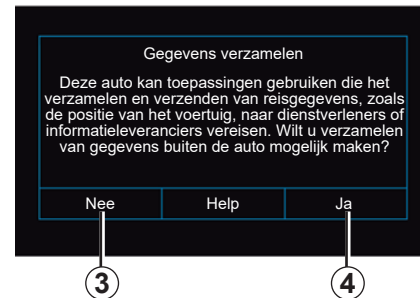 Gegevens verzamelen
Deze auto kan toepassingen gebruiken die het
verzamelen en verzenden van reisgegevens, zoals
de positie van het voertuig, naar dienstverleners of
informatieleveranciers vereisen. Wilt u verzamelen
van gegevens buiten de auto mogelijk maken?
Nee Help Ja
3 4